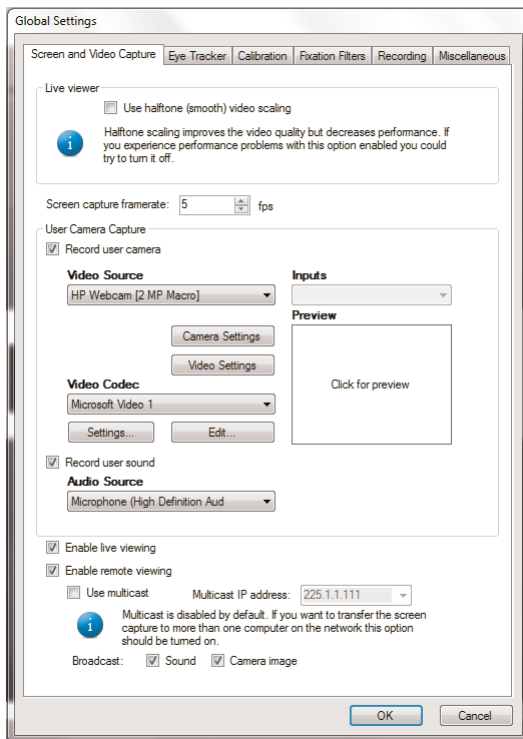 Global Settings
Screen and Video Capture Eye Tracker Calibration Fixation Filters Recording Miscellaneous
Live viewer
Use halftone (smooth) video scaling
Halftone scaling improves the video quality but decreases performance. If
you experience performance problems with this option enabled you could
try to turn it off.
Screen capture framerate: 5 fps
User Camera Capture
Record user camera
Video Source Inputs
HP Webcam [2 MP Macro]
Preview
Camera Settings
Video Settings
Click for preview
Video Codec
Microsoft Video 1
Settings... Edit...
Record user sound
Audio Source
Microphone (High Definition Aud
Enable live viewing
Enable remote viewing
Use multicast Multicast IP address: 225.1.1.111
Multicast is disabled by default. If you want to transfer the screen
capture to more than one computer on the network this option
should be turned on.
Broadcast: Sound Camera image
OK Cancel